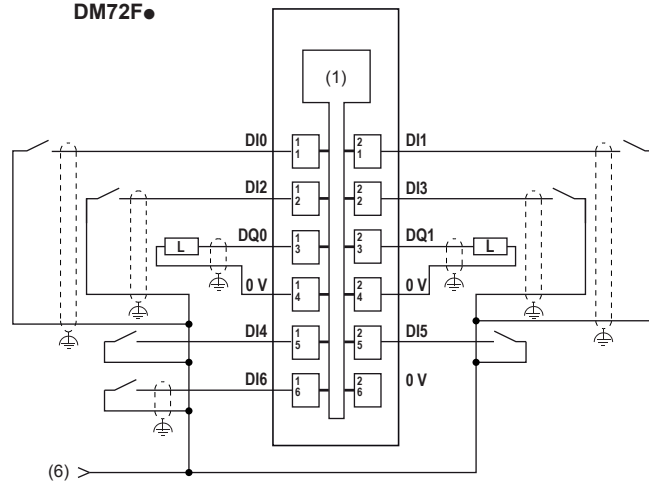 DM72F●
(1)
DI0 1 1 2 1 DI1
DI2 1 2 2 2 DI3
L DQ0 1 3 2 3 DQ1 L
0 V 1 4 2 4 0 V
DI4 1 5 2 5 DI5
DI6 1 6 2 6 0 V
(6)